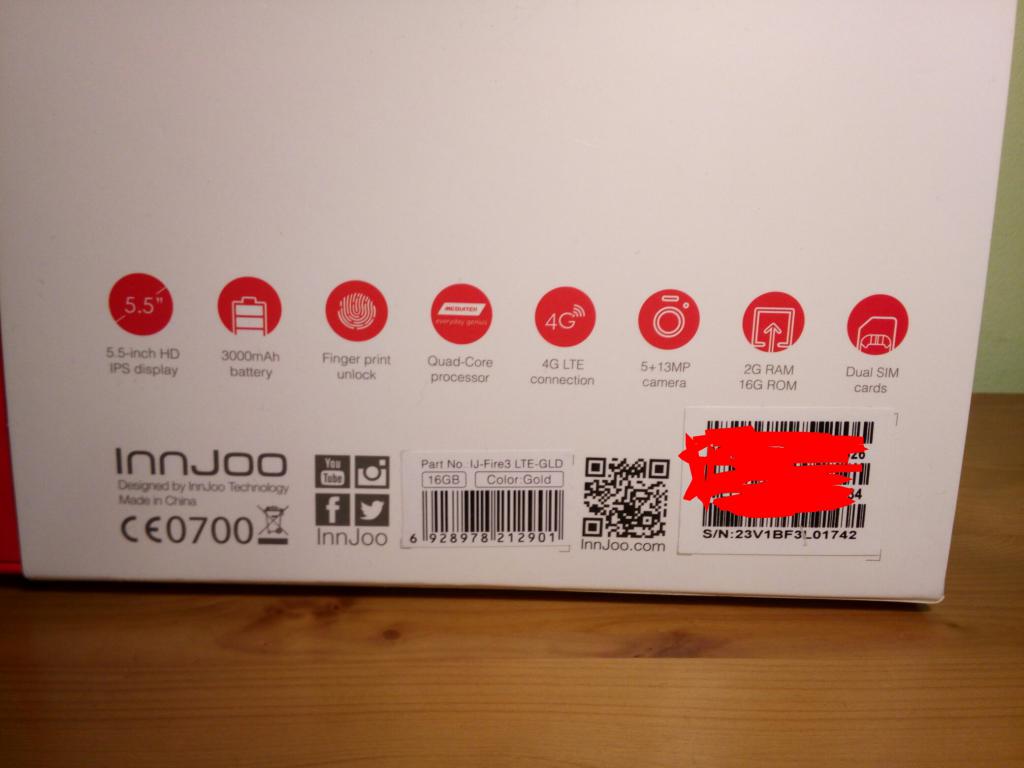 5.5"
MEDIATEK
everyday genius
4G
5.5-inch HD
IPS display
3000mAh
battery
Finger print
unlock
Quad-Core
processor
4G LTE
connection
5+13MP
camera
2G RAM
16G ROM
Dual SIM
cards
InnJoo
Designed by InnJoo Technology
Made in China
CE0700
You
Tube
InnJoo
Part No. IJ-Fire3 LTE-GLD
16GB Color:Gold
6 928978 212901
InnJoo.com
S/N:23V1BF3L01742